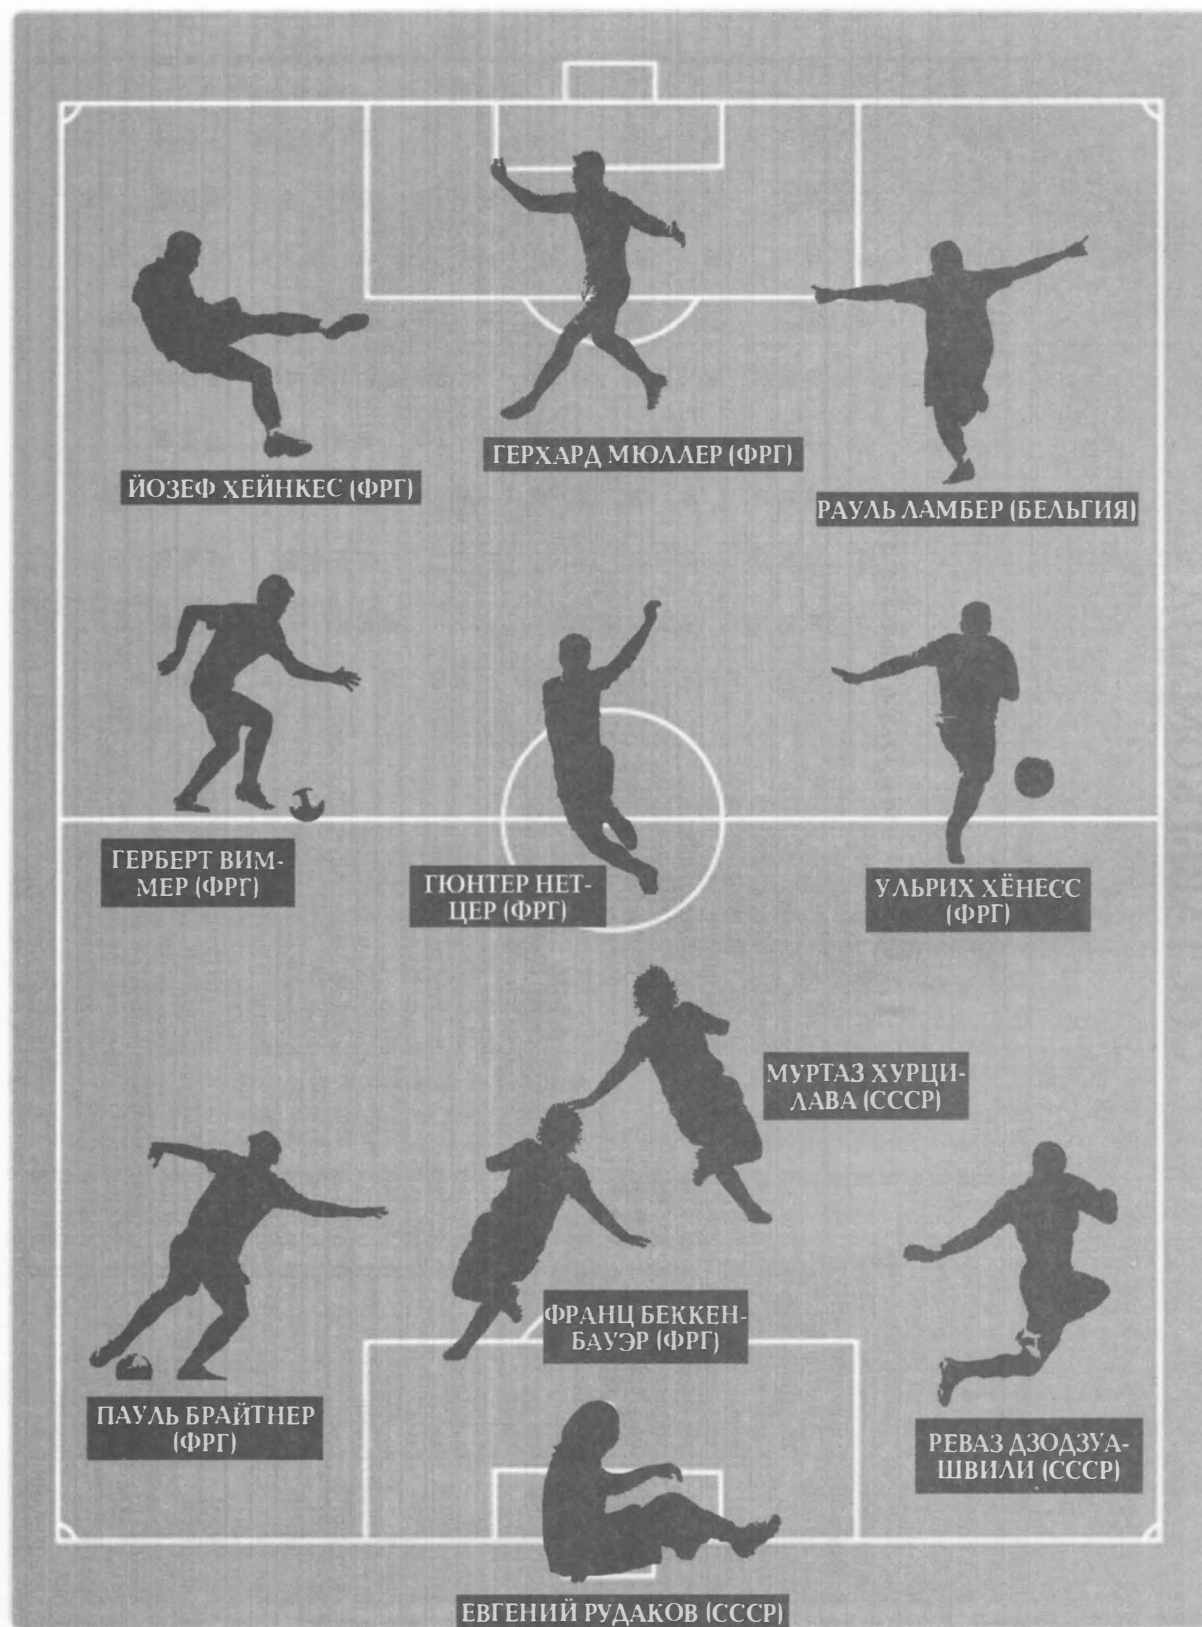 ГЕРХАРД МЮЛЛЕР (ФРГ)
ЙОЗЕФ ХЕЙНКЕС (ФРГ)
РАУЛЬ ЛАМБЕР (БЕЛЬГИЯ)
ГЕРБЕРТ ВИМ-
МЕР (ФРГ)
ГЮНТЕР НЕТ-
ЦЕР (ФРГ)
УЛЬРИХ ХЁНЕСС
(ФРГ)
МУРТАЗ ХУРЦИ-
ЛАВА (СССР)
ФРАНЦ БЕККЕН-
БАУЭР (ФРГ)
ПАУЛЬ БРАЙТНЕР
(ФРГ)
РЕВАЗ ДЗОДЗУА-
ШВИЛИ (СССР)
ЕВГЕНИЙ РУДАКОВ (СССР)